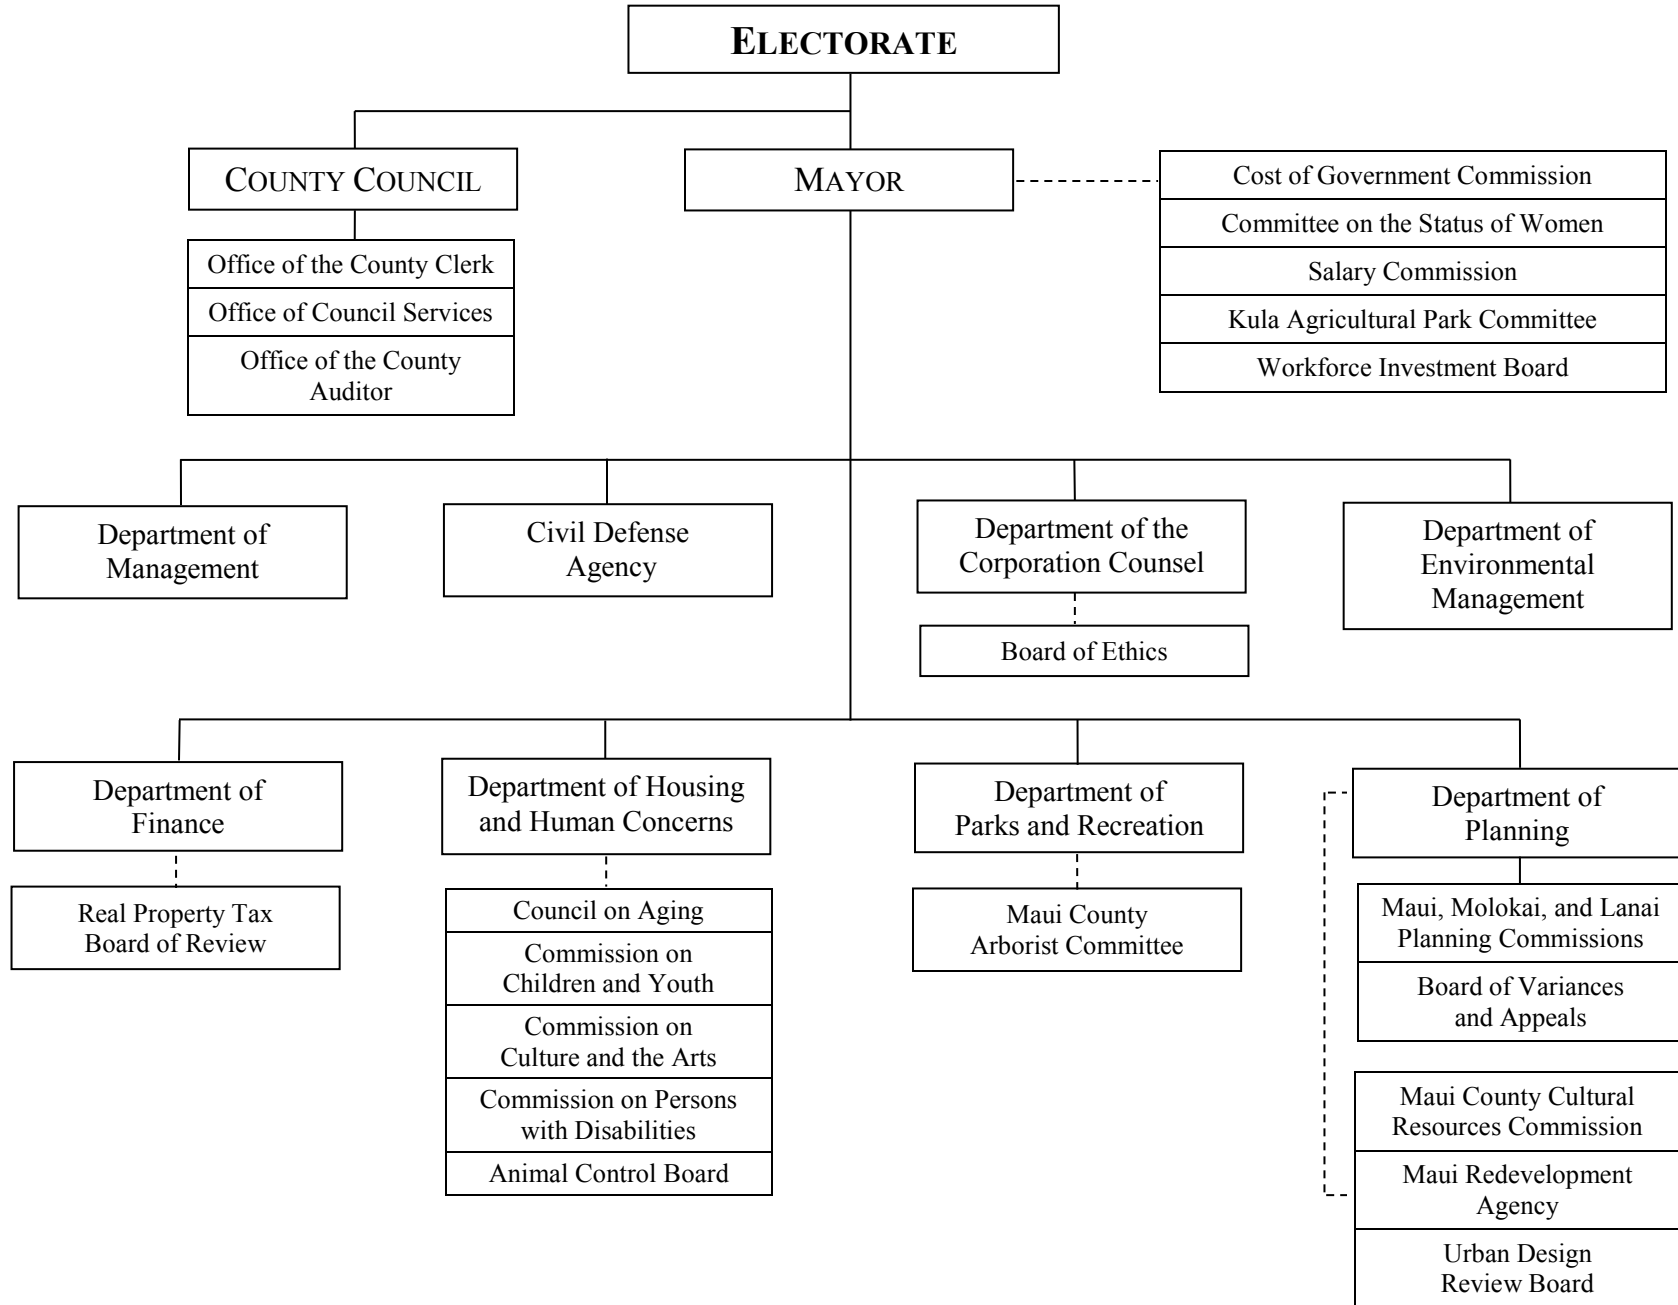 ELECTORATE
COUNTY COUNCIL
MAYOR
Cost of Government Commission
Committee on the Status of Women
Salary Commission
Kula Agricultural Park Committee
Workforce Investment Board
Office of the County Clerk
Office of Council Services
Office of the County
Auditor
Department of
Management
Civil Defense
Agency
Department of the
Corporation Counsel
Board of Ethics
Department of
Environmental
Management
Department of
Finance
Real Property Tax
Board of Review
Department of Housing
and Human Concerns
Council on Aging
Commission on
Children and Youth
Commission on
Culture and the Arts
Commission on Persons
with Disabilities
Animal Control Board
Department of
Parks and Recreation
Maui County
Arborist Committee
Department of
Planning
Maui, Molokai, and Lanai
Planning Commissions
Board of Variances
and Appeals
Maui County Cultural
Resources Commission
Maui Redevelopment
Agency
Urban Design
Review Board